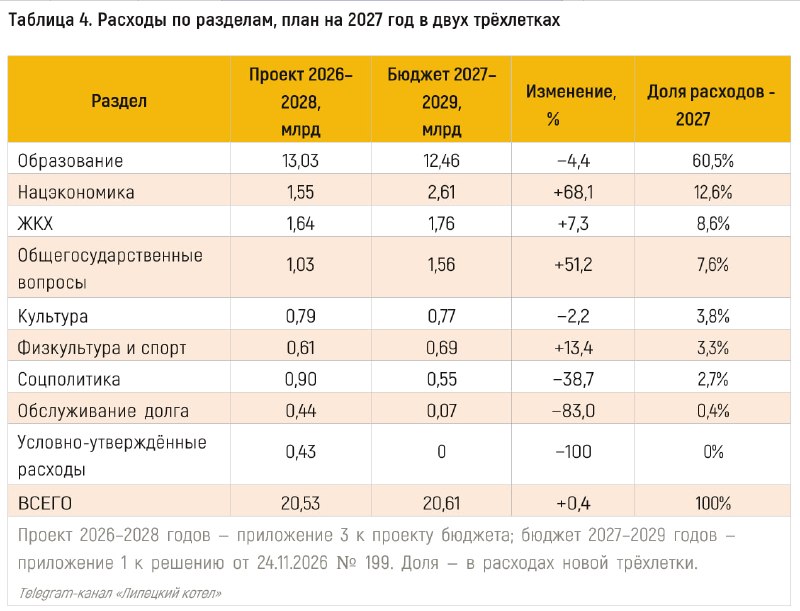 Таблица 4. Расходы по разделам, план на 2027 год в двух трёхлетках
Раздел Проект 2026– 2028, млрд Бюджет 2027– 2029, млрд Изменение, % Доля расходов - 2027
Образование 13,03 12,46 −4,4 60,5%
Нацэкономика 1,55 2,61 +68,1 12,6%
ЖКХ 1,64 1,76 +7,3 8,6%
Общегосударственные вопросы 1,03 1,56 +51,2 7,6%
Культура 0,79 0,77 −2,2 3,8%
Физкультура и спорт 0,61 0,69 +13,4 3,3%
Соцполитика 0,90 0,55 −38,7 2,7%
Обслуживание долга 0,44 0,07 −83,0 0,4%
Условно-утверждённые расходы 0,43 0 −100 0%
ВСЕГО 20,53 20,61 +0,4 100%
Проект 2026–2028 годов — приложение 3 к проекту бюджета; бюджет 2027–2029 годов —
приложение 1 к решению от 24.11.2026 № 199. Доля — в расходах новой трёхлетки.
Telegram-канал «Липецкий котел»